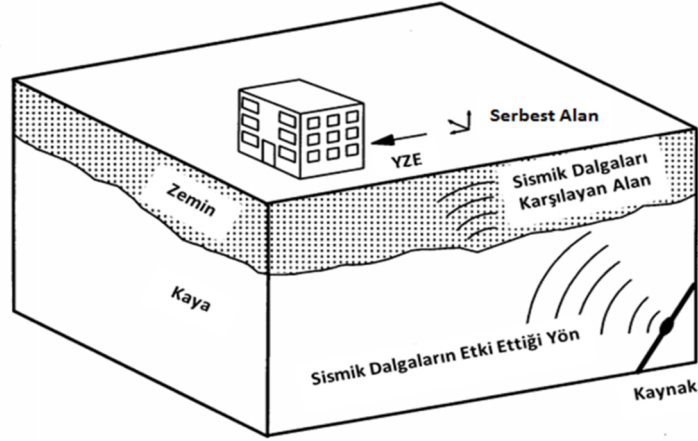 Serbest Alan
YZE
Sismik Dalgaları
Karşılayan Alan
Zemin
Kaya
Sismik Dalgaların Etki Ettiği Yön
Kaynak